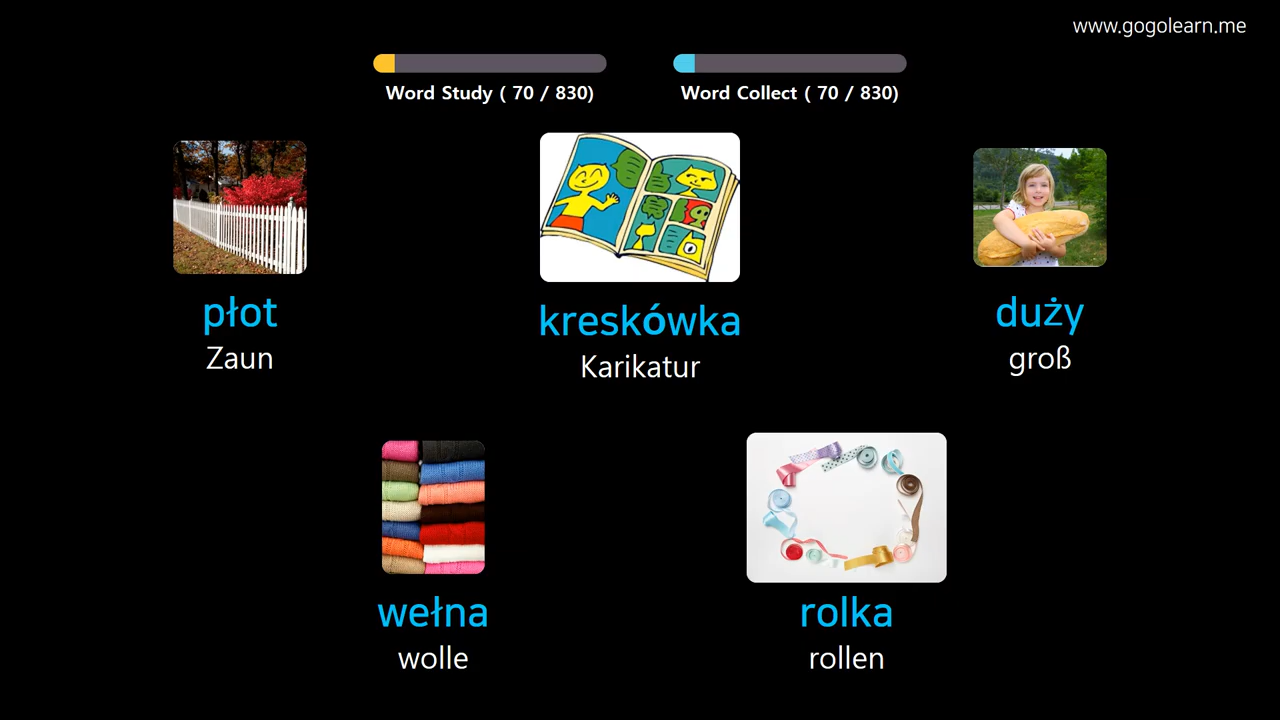 www.gogolearn.me
Word Study ( 70 / 830)
Word Collect ( 70 / 830)
płot
Zaun
kreskówka
Karikatur
duży
groß
wełna
wolle
rolka
rollen